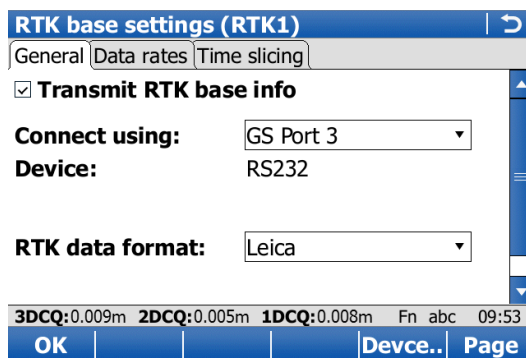 RTK base settings (RTK1)
General Data rates Time slicing
Transmit RTK base info
Connect using: GS Port 3
Device: RS232
RTK data format: Leica
3DCQ:0.009m 2DCQ:0.005m 1DCQ:0.008m Fn abc 09:53
OK Devce.. Page